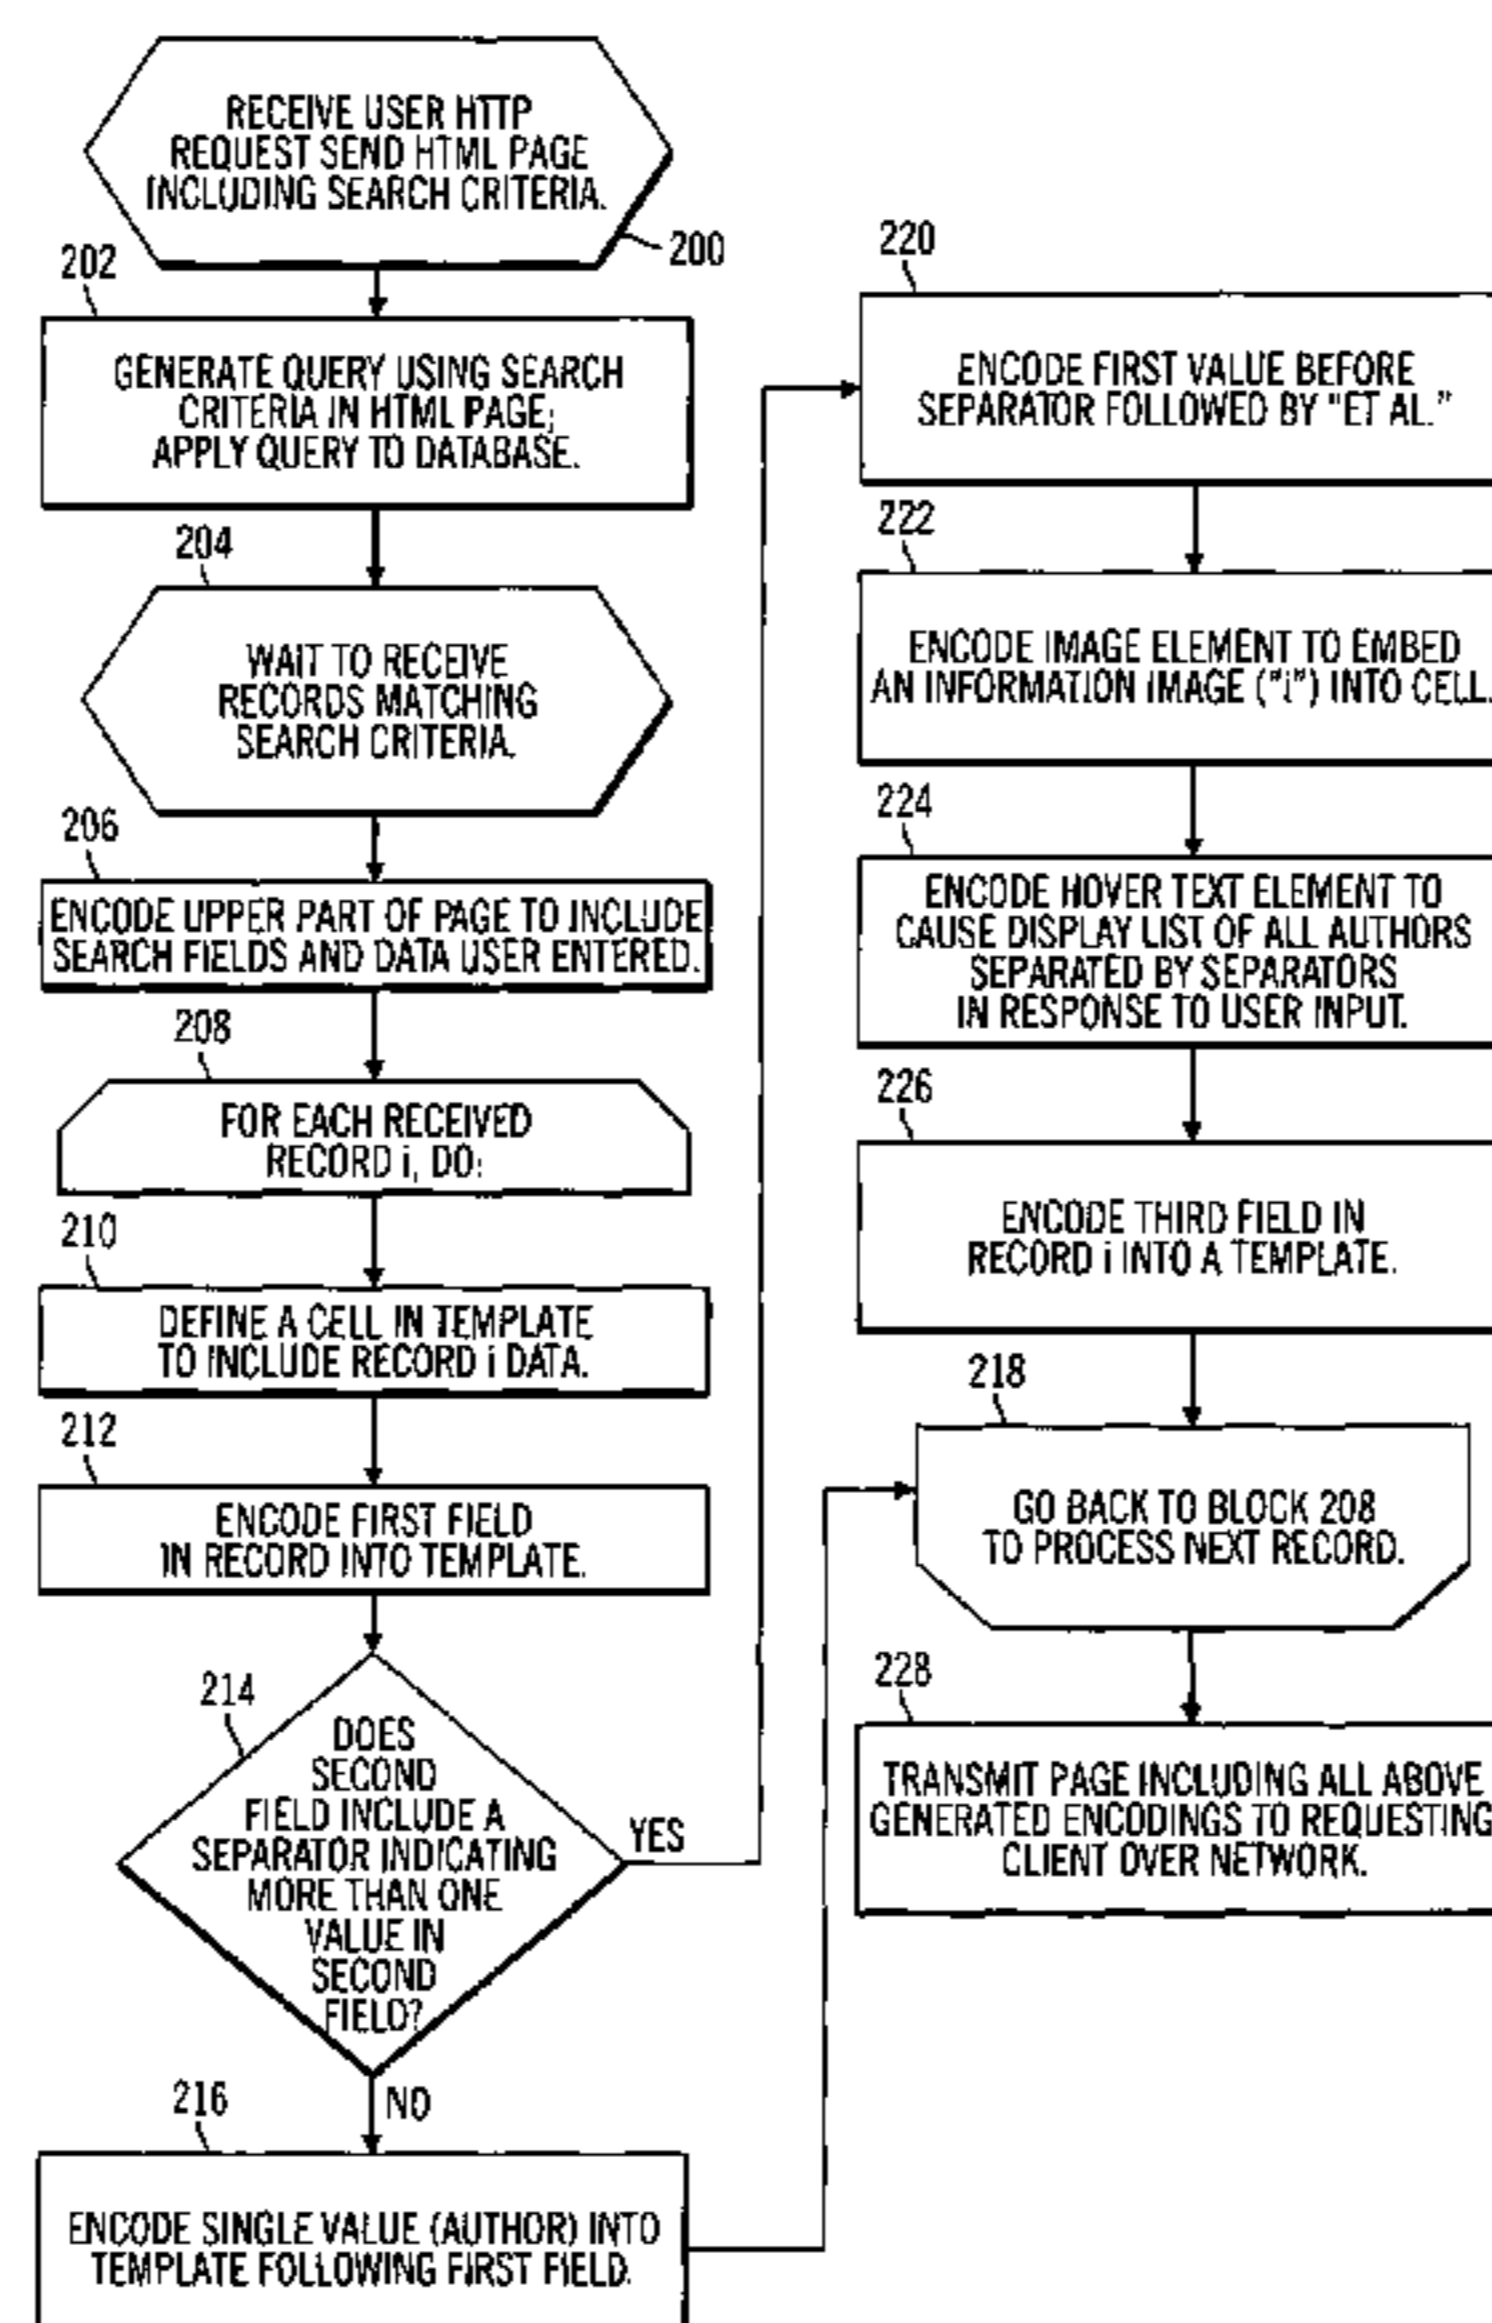 RECEIVE USER HTTP
REQUEST SEND HTML PAGE
INCLUDING SEARCH CRITERIA.
200
202
GENERATE QUERY USING SEARCH
CRITERIA IN HTML PAGE;
APPLY QUERY TO DATABASE.
204
WAIT TO RECEIVE
RECORDS MATCHING
SEARCH CRITERIA.
206
ENCODE UPPER PART OF PAGE TO INCLUDE
SEARCH FIELDS AND DATA USER ENTERED.
208
FOR EACH RECEIVED
RECORD i, DO:
210
DEFINE A CELL IN TEMPLATE
TO INCLUDE RECORD i DATA.
212
ENCODE FIRST FIELD
IN RECORD INTO TEMPLATE.
214
DOES
SECOND
FIELD INCLUDE A
SEPARATOR INDICATING
MORE THAN ONE
VALUE IN
SECOND
FIELD?
YES
NO
216
ENCODE SINGLE VALUE (AUTHOR) INTO
TEMPLATE FOLLOWING FIRST FIELD.
220
ENCODE FIRST VALUE BEFORE
SEPARATOR FOLLOWED BY "ET AL."
222
ENCODE IMAGE ELEMENT TO EMBED
AN INFORMATION IMAGE ("i") INTO CELL.
224
ENCODE HOVER TEXT ELEMENT TO
CAUSE DISPLAY LIST OF ALL AUTHORS
SEPARATED BY SEPARATORS
IN RESPONSE TO USER INPUT.
226
ENCODE THIRD FIELD IN
RECORD i INTO A TEMPLATE.
218
GO BACK TO BLOCK 208
TO PROCESS NEXT RECORD.
228
TRANSMIT PAGE INCLUDING ALL ABOVE
GENERATED ENCODINGS TO REQUESTING
CLIENT OVER NETWORK.